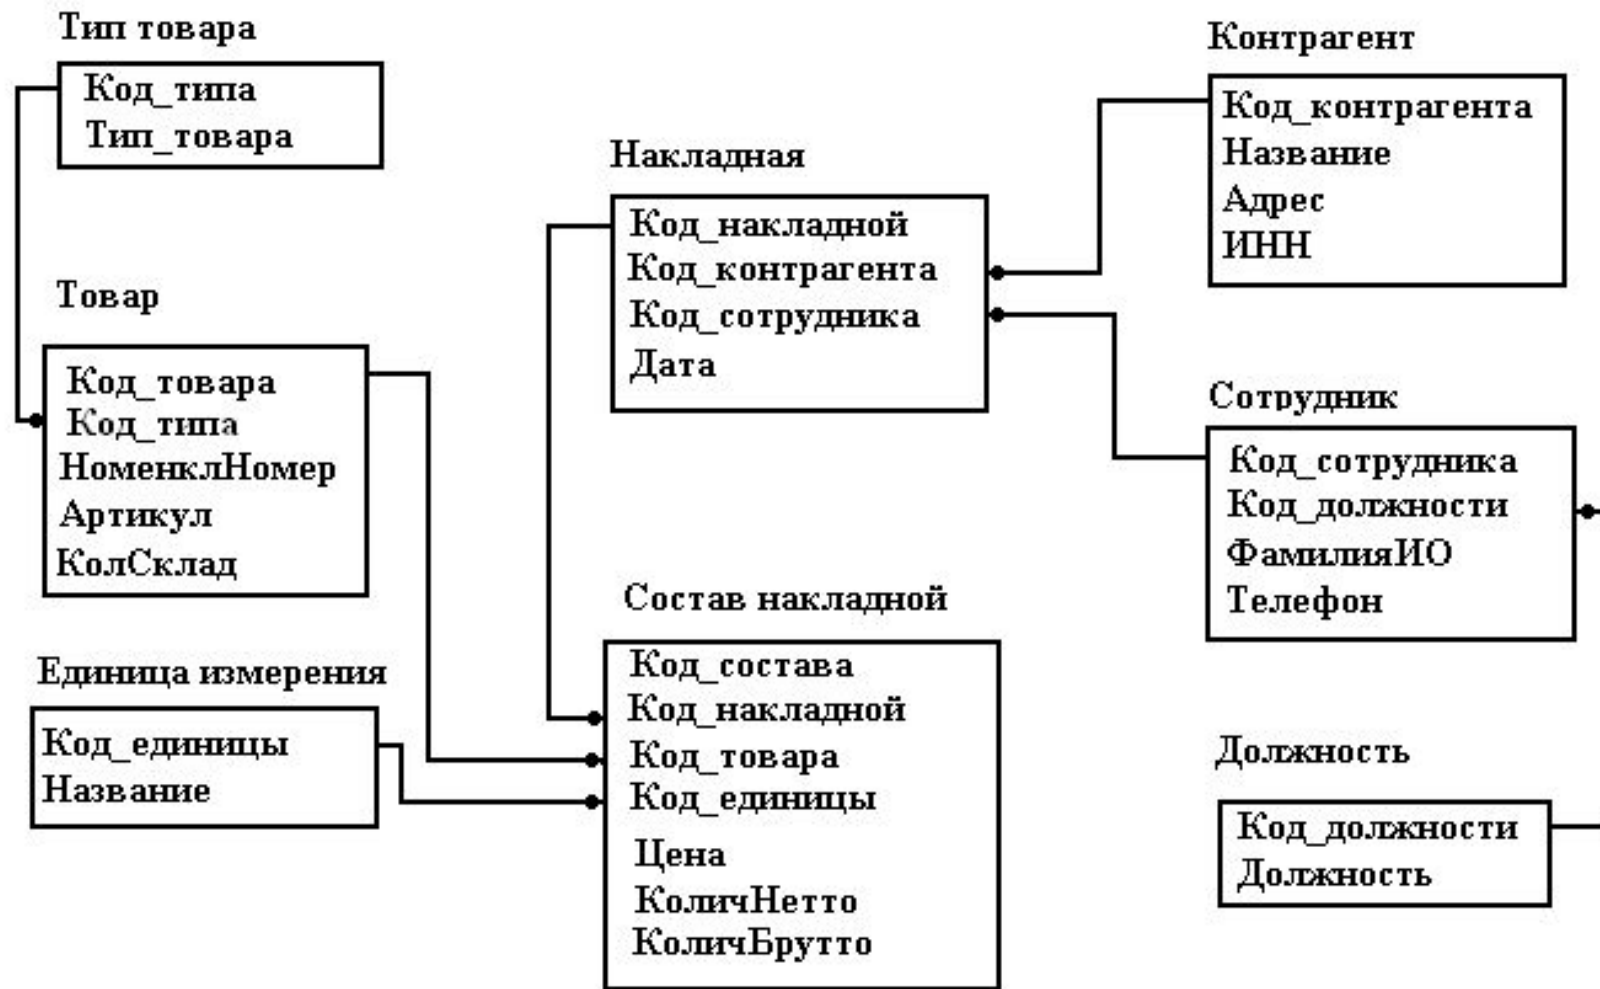 Тип товара
Код_типа
Тип_товара
Товар
Код_товара
Код_типа
НоменклНомер
Артикул
КолСклад
Единица измерения
Код_единицы
Название
Накладная
Код_накладной
Код_контрагента
Код_сотрудника
Дата
Состав накладной
Код_состава
Код_накладной
Код_товара
Код_единицы
Цена
КоличНетто
КоличБрутто
Контрагент
Код_контрагента
Название
Адрес
ИНН
Сотрудник
Код_сотрудника
Код_должности
ФамилияИО
Телефон
Должность
Код_должности
Должность